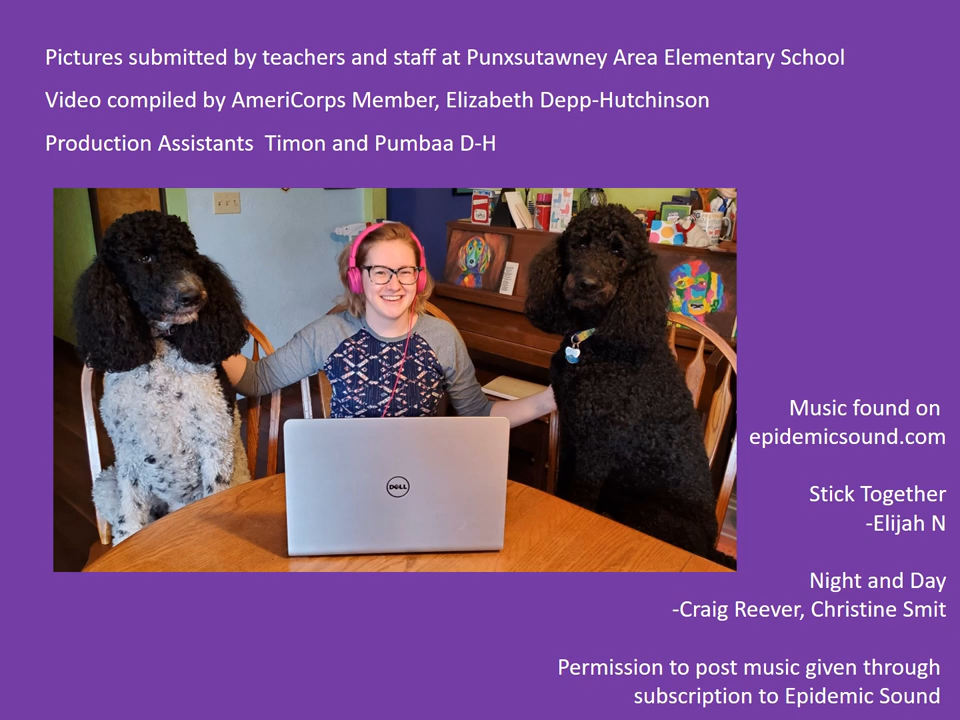 Pictures submitted by teachers and staff at Punxsutawney Area Elementary School
Video compiled by AmeriCorps Member, Elizabeth Depp-Hutchinson
Production Assistants  Timon and Pumbaa D-H
DELL
Music found on
epidemicsound.com
Stick Together
-Elijah N
Night and Day
-Craig Reever, Christine Smit
Permission to post music given through
subscription to Epidemic Sound